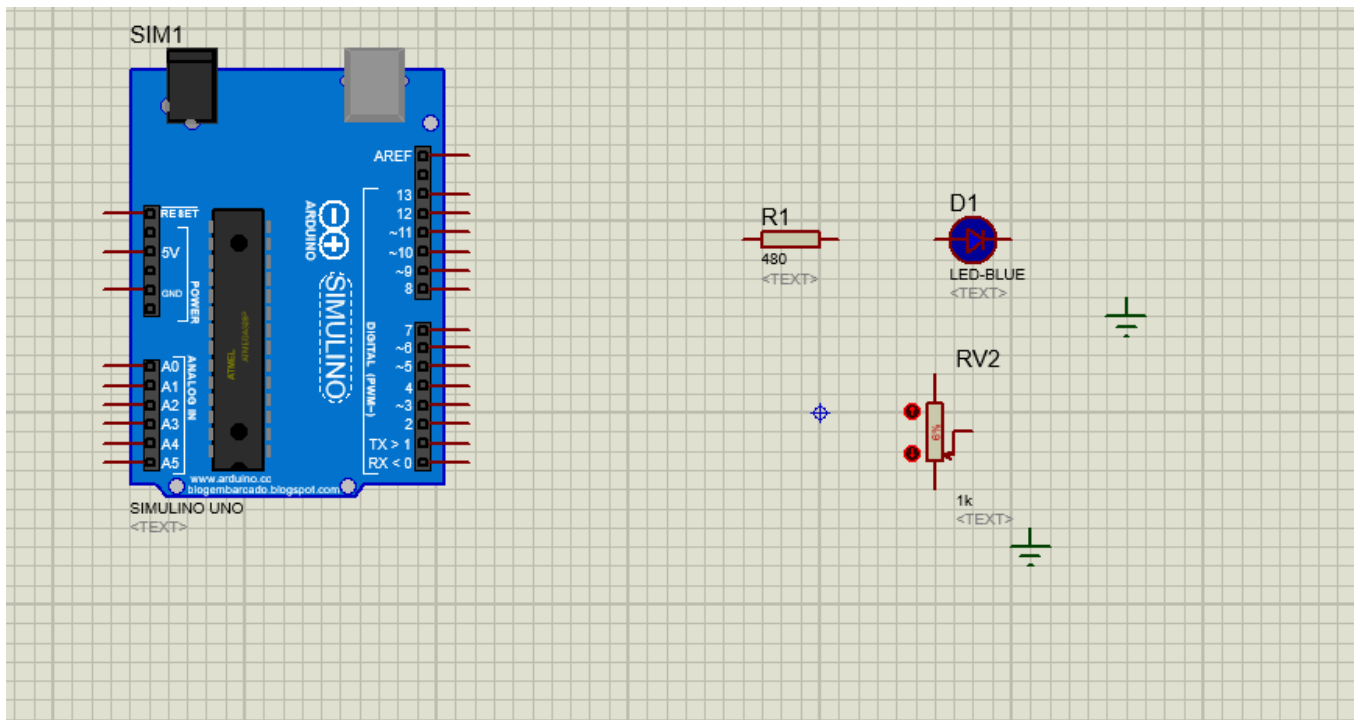 SIM1
AREF
13
12
~11
~10
~9
8
7
~6
~5
4
~3
2
TX > 1
RX < 0
RESET
5V
GND
POWER
A0
A1
A2
A3
A4
A5
ANALOG IN
ATMEL
ARDUINO
SIMULINO
DIGITAL (PWM~)
www.arduino.cc
blogembarcado.blogspot.com
SIMULINO UNO
<TEXT>
R1
480
<TEXT>
D1
LED-BLUE
<TEXT>
RV2
6%
1k
<TEXT>